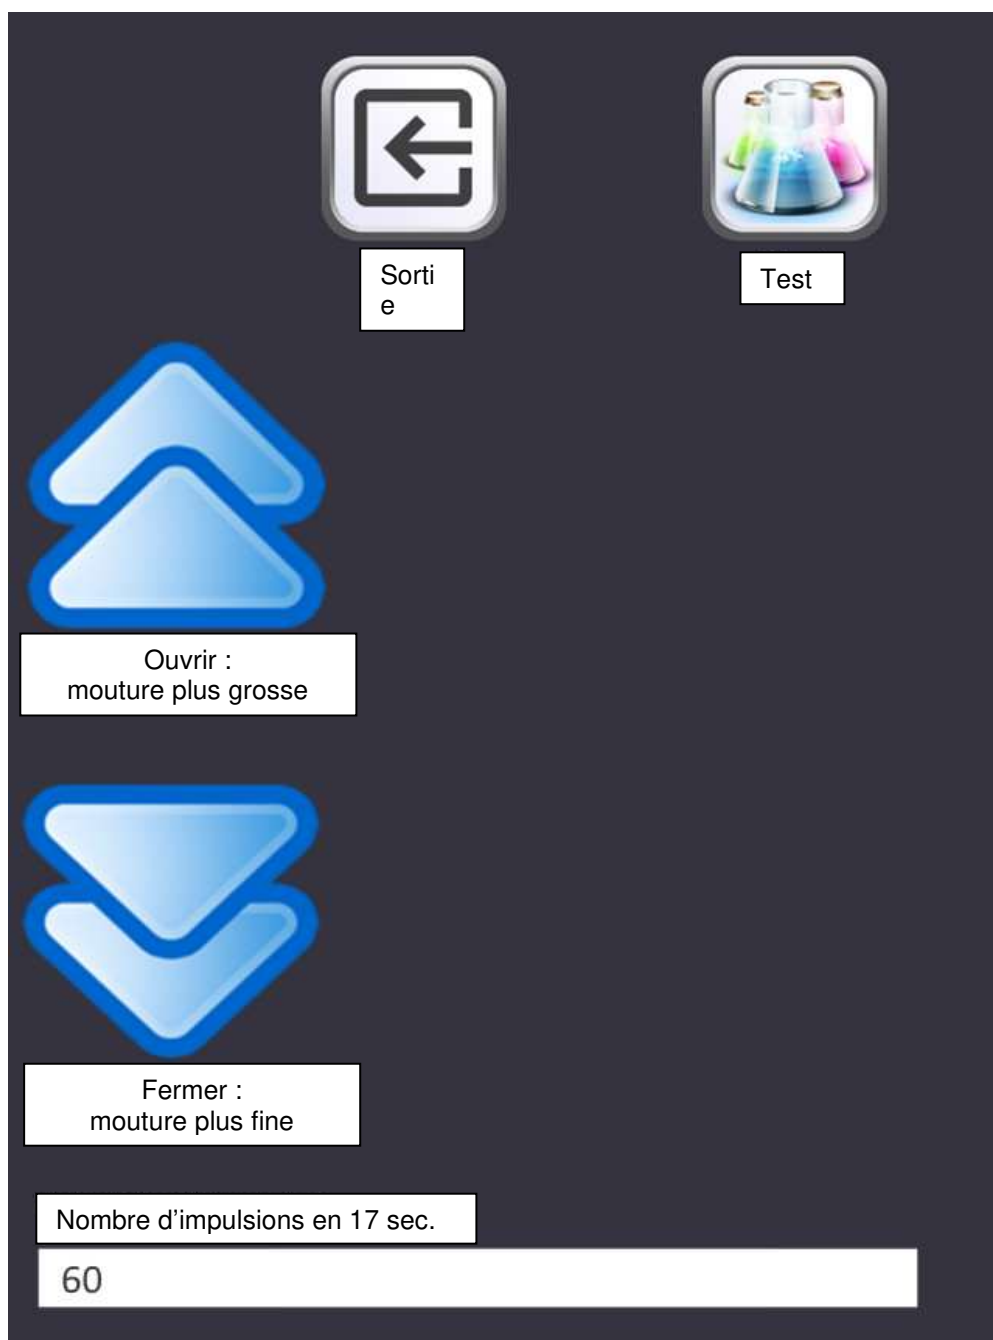 Sorti
e
Test
Ouvrir :
mouture plus grosse
Fermer :
mouture plus fine
Nombre d'impulsions en 17 sec.
60